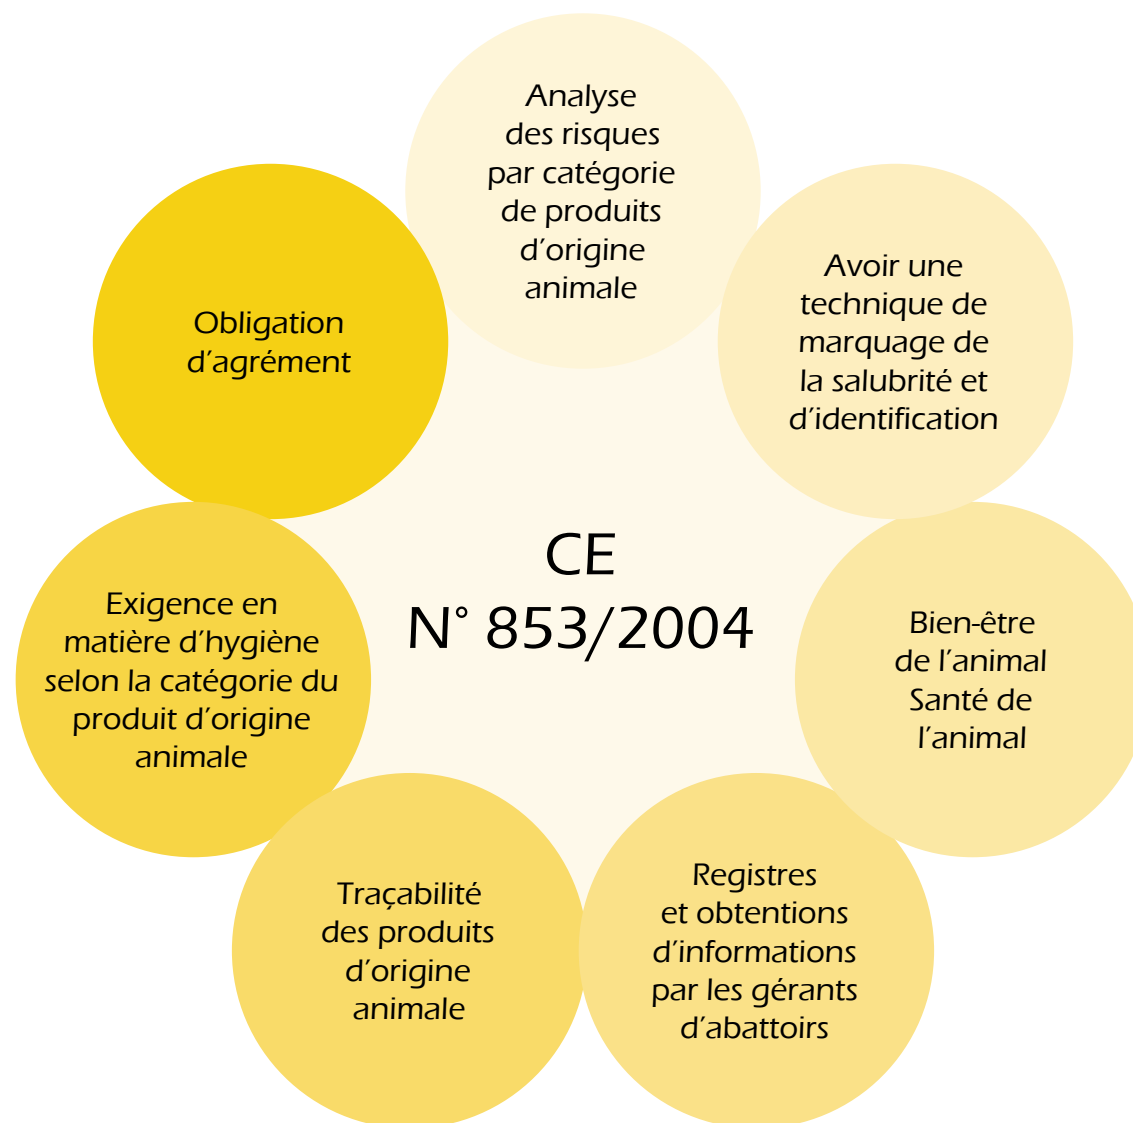 Analyse
des risques
par catégorie
de produits
d'origine
animale
Avoir une
technique de
marquage de
la salubrité et
d'identification
Bien-être
de l'animal
Santé de
l'animal
Registres
et obtentions
d'informations
par les gérants
d'abattoirs
Traçabilité
des produits
d'origine
animale
Exigence en
matière d'hygiène
selon la catégorie du
produit d'origine
animale
Obligation
d'agrément
CE
N° 853/2004